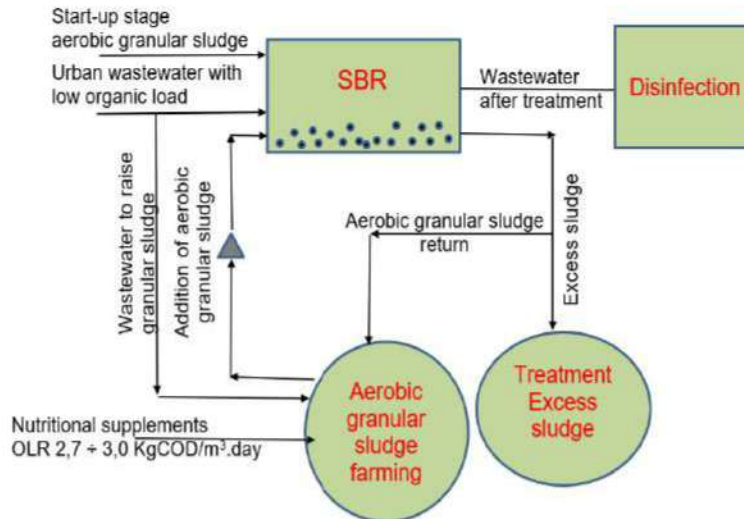 Start-up stage
aerobic granular sludge
Urban wastewater with
low organic load
SBR
Wastewater
after treatment
Disinfection
Wastewater to raise
granular sludge
Addition of aerobic
granular sludge
Aerobic granular sludge
return
Excess sludge
Aerobic
granular
sludge
farming
Treatment
Excess
sludge
Nutritional supplements
OLR 2,7 ÷ 3,0 KgCOD/m³.day